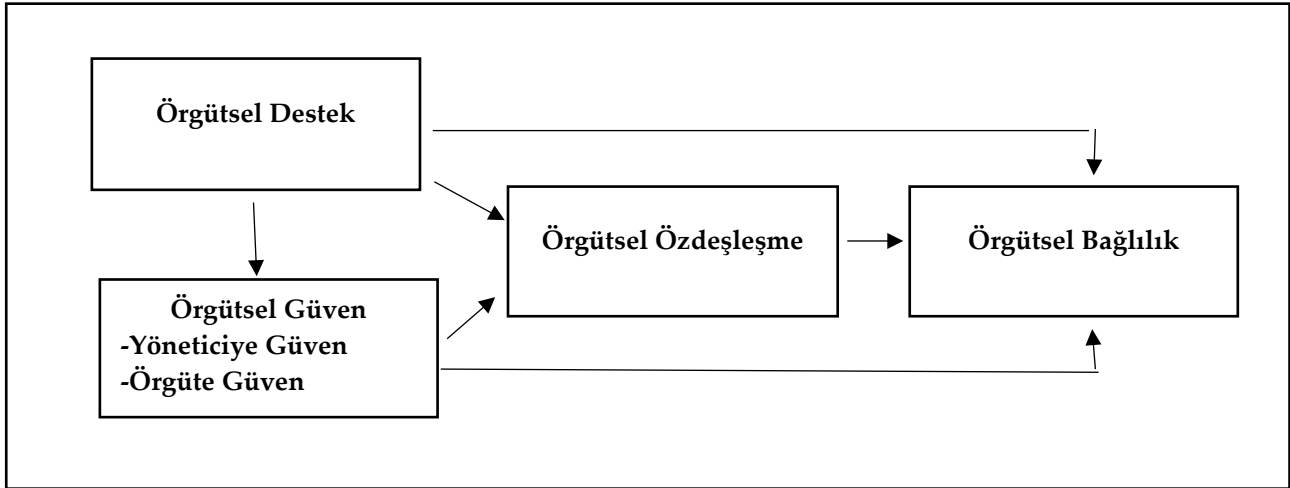 Örgütsel Destek
Örgütsel Özdeşleşme
Örgütsel Bağlılık
Örgütsel Güven
-Yöneticiye Güven
-Örgüte Güven